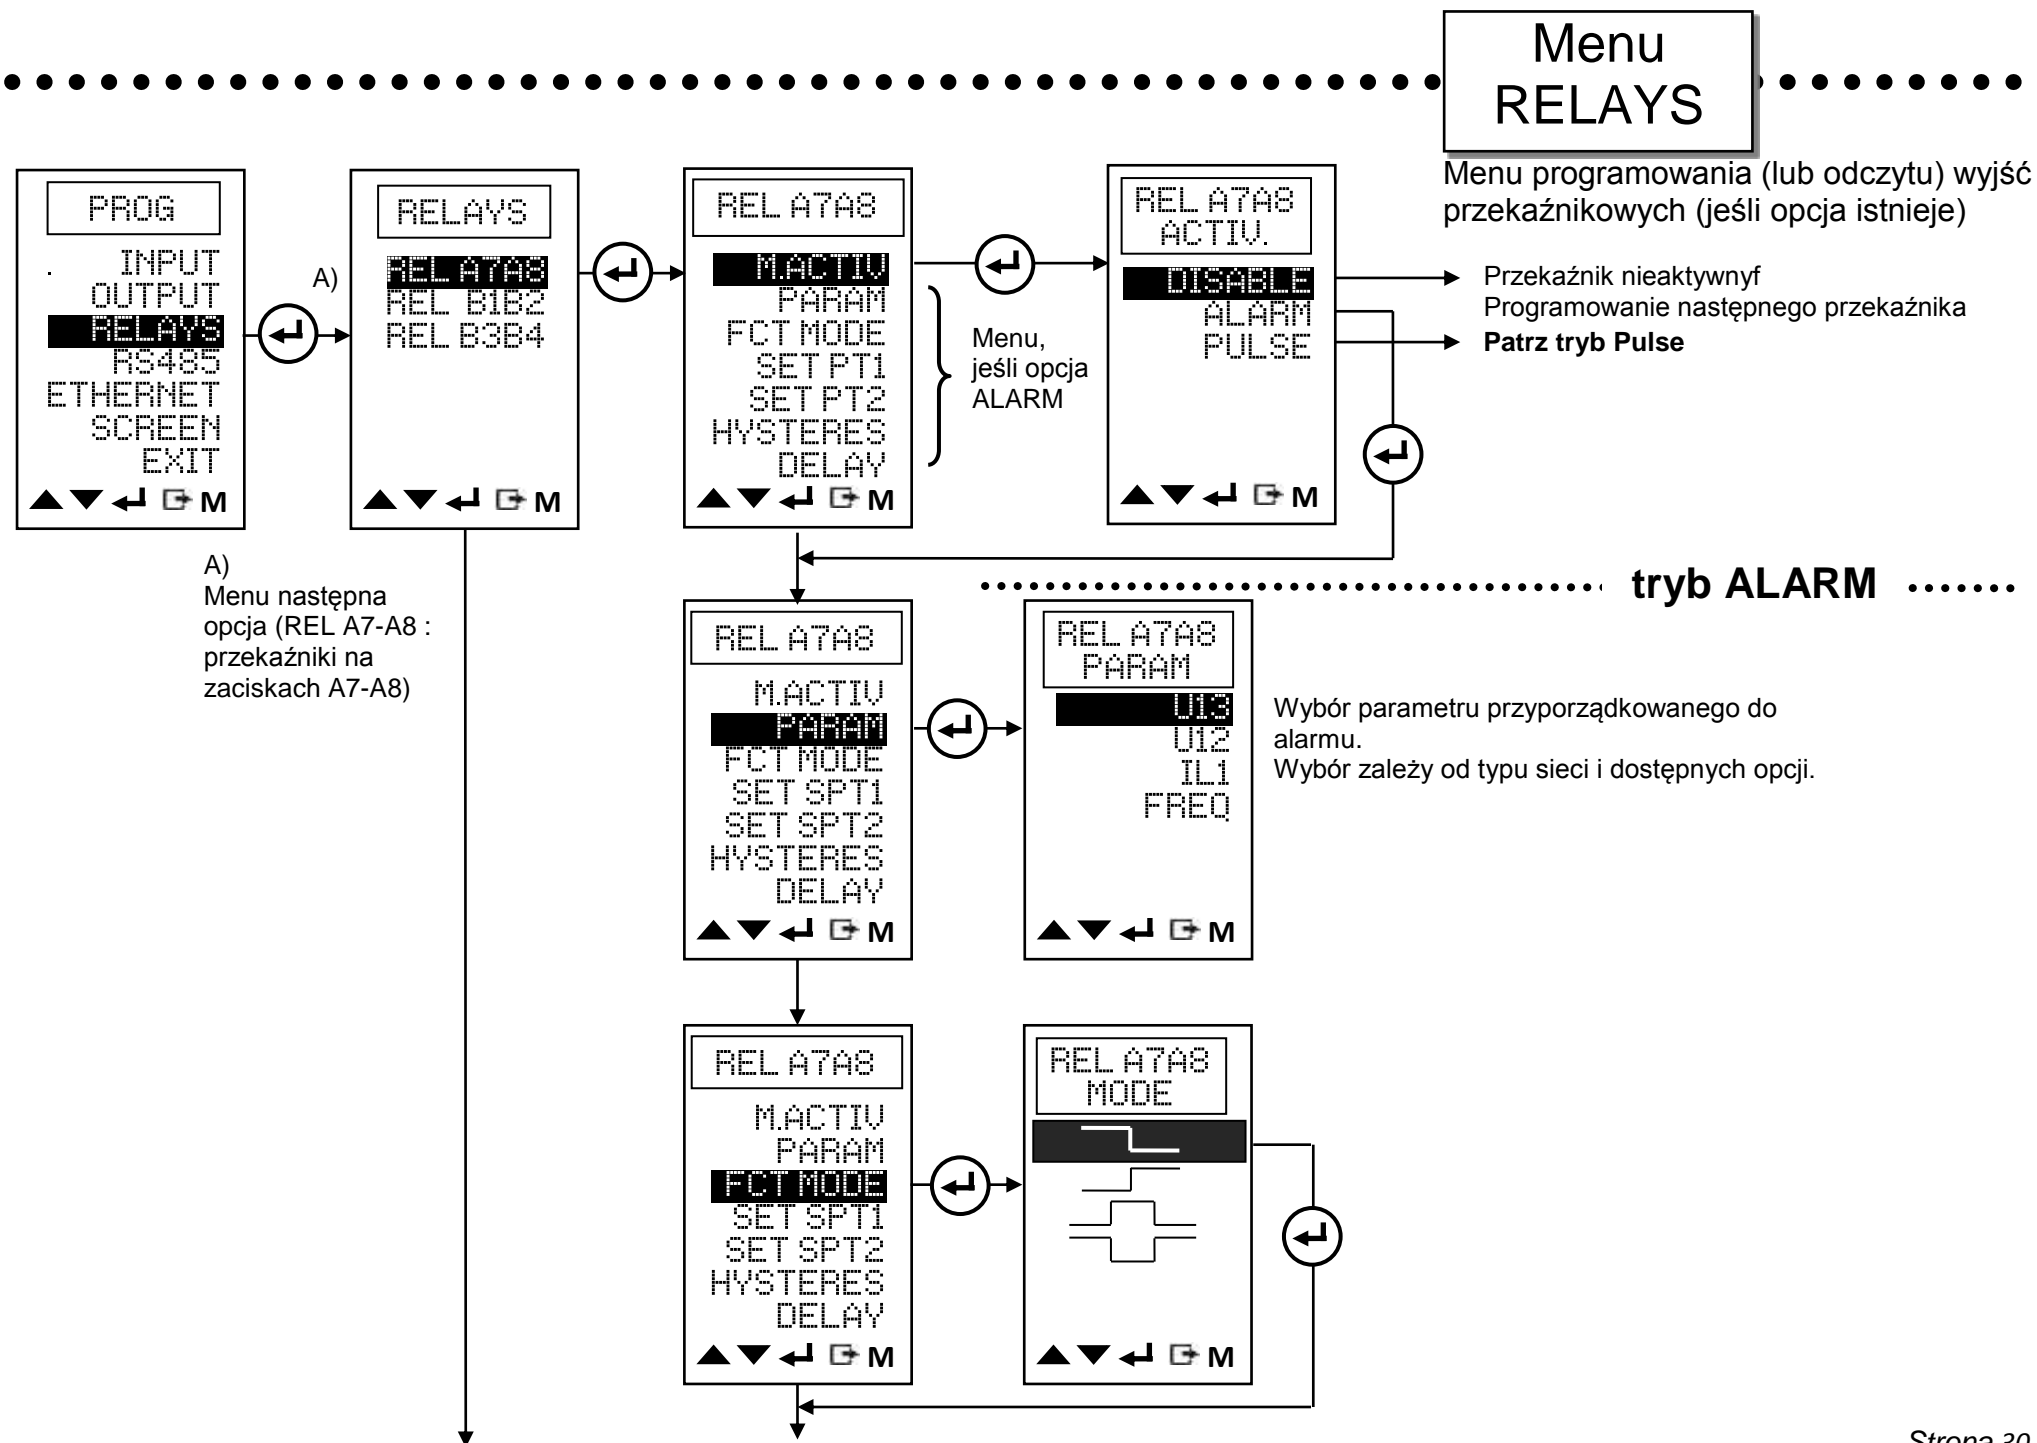 Menu
RELAYS
Menu programowania (lub odczytu) wyjść
przekaźnikowych (jeśli opcja istnieje)
PROG
. INPUT
OUTPUT
RELAYS
RS485
ETHERNET
SCREEN
EXIT
M
A)
RELAYS
REL A7A8
REL B1B2
REL B3B4
M
REL A7A8
M.ACTIV
PARAM
FCT MODE
SET PT1
SET PT2
HYSTERES
DELAY
M
Menu,
jeśli opcja
ALARM
REL A7A8
ACTIV.
DISABLE
ALARM
PULSE
M
Przekaźnik nieaktywnyf
Programowanie następnego przekaźnika
Patrz tryb Pulse
A)
Menu następna
opcja (REL A7-A8 :
przekaźniki na
zaciskach A7-A8)
tryb ALARM
REL A7A8
M.ACTIV
PARAM
FCT MODE
SET SPT1
SET SPT2
HYSTERES
DELAY
M
REL A7A8
PARAM
U13
U12
IL1
FREQ
M
Wybór parametru przyporządkowanego do
alarmu.
Wybór zależy od typu sieci i dostępnych opcji.
REL A7A8
M.ACTIV
PARAM
FCT MODE
SET SPT1
SET SPT2
HYSTERES
DELAY
M
REL A7A8
MODE
M
Strona 30